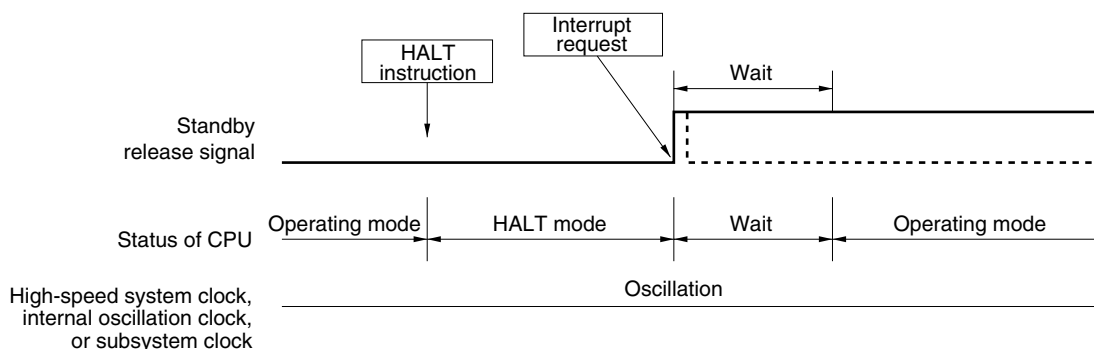 Interrupt
request
HALT
instruction
Wait
Standby
release signal
Status of CPU
Operating mode
HALT mode
Wait
Operating mode
High-speed system clock,
internal oscillation clock,
or subsystem clock
Oscillation